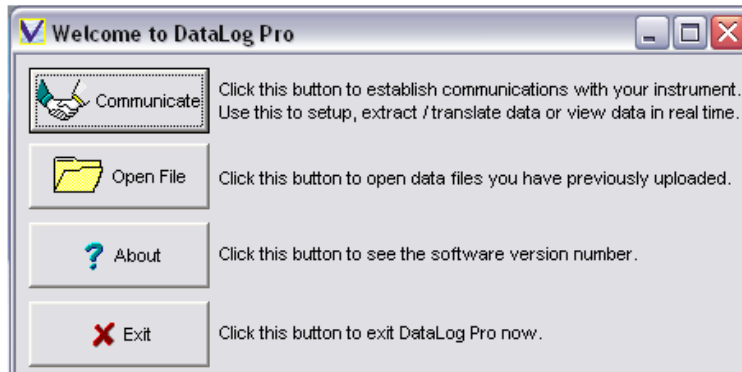 Welcome to DataLog Pro
Communicate
Click this button to establish communications with your instrument.
Use this to setup, extract / translate data or view data in real time.
Open File
Click this button to open data files you have previously uploaded.
? About
Click this button to see the software version number.
Exit
Click this button to exit DataLog Pro now.